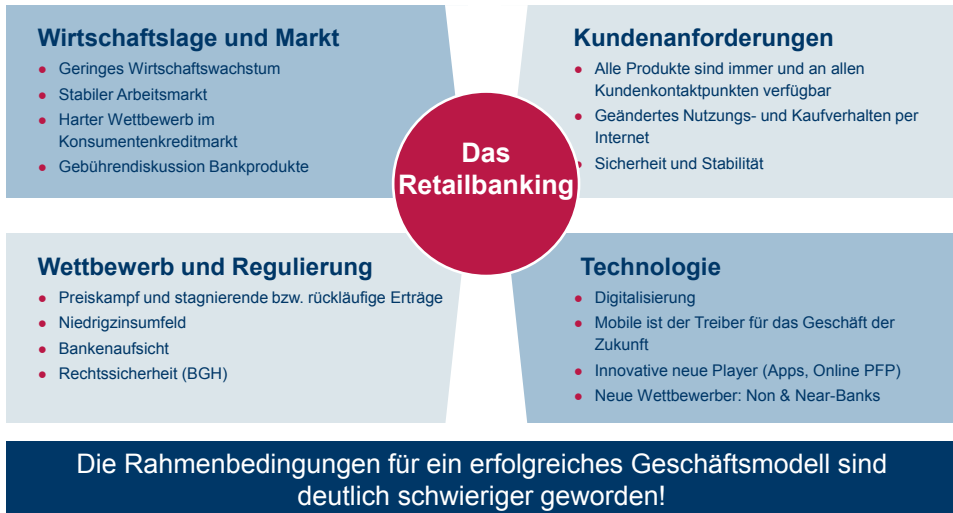 Wirtschaftslage und Markt
● Geringes Wirtschaftswachstum
● Stabiler Arbeitsmarkt
● Harter Wettbewerb im
Konsumentenkreditmarkt
● Gebührendiskussion Bankprodukte
Kundenanforderungen
● Alle Produkte sind immer und an allen
Kundenkontaktpunkten verfügbar
● Geändertes Nutzungs- und Kaufverhalten per
Internet
● Sicherheit und Stabilität
Das
Retailbanking
Wettbewerb und Regulierung
● Preiskampf und stagnierende bzw. rückläufige Erträge
● Niedrigzinsumfeld
● Bankenaufsicht
● Rechtssicherheit (BGH)
Technologie
● Digitalisierung
● Mobile ist der Treiber für das Geschäft der
Zukunft
● Innovative neue Player (Apps, Online PFP)
● Neue Wettbewerber: Non & Near-Banks
Die Rahmenbedingungen für ein erfolgreiches Geschäftsmodell sind
deutlich schwieriger geworden!